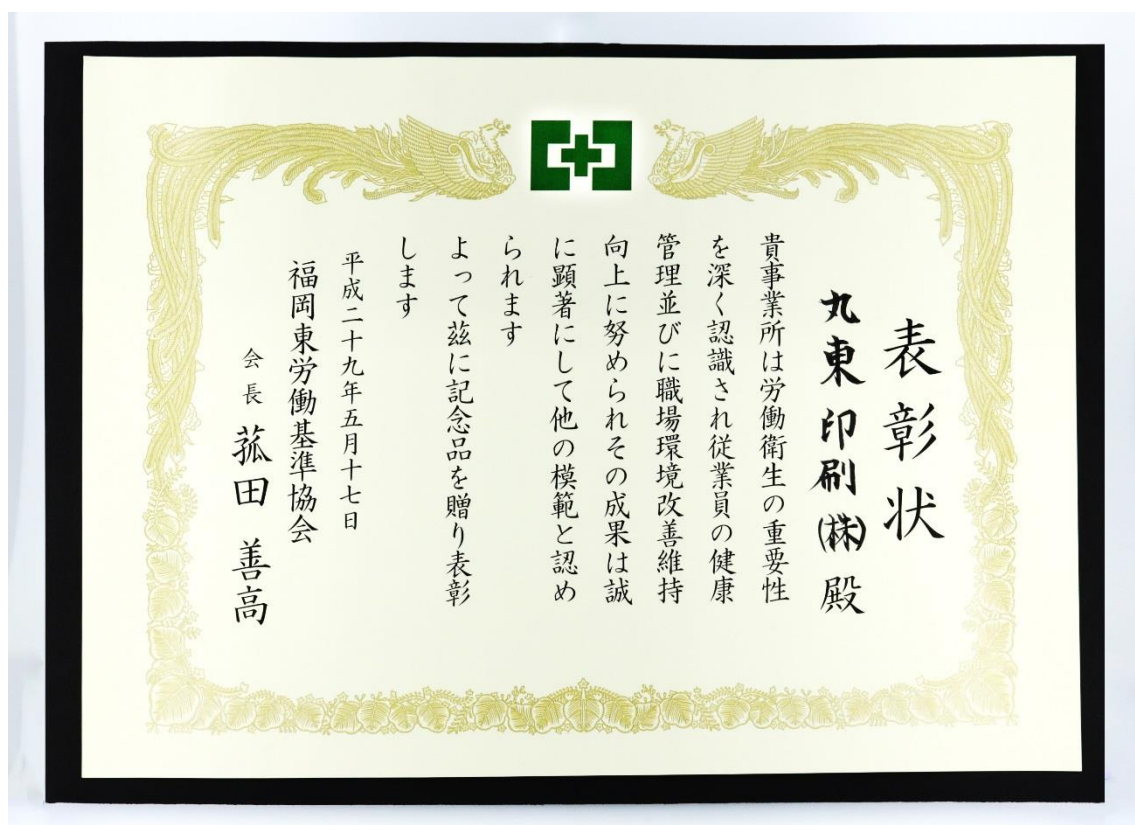 表彰状
丸東印刷㈱殿
貴事業所は労働衛生の重要性
を深く認識され従業員の健康
管理並びに職場環境改善維持
向上に努められその成果は誠
に顕著にして他の模範と認め
られます
よって茲に記念品を贈り表彰
します
平成二十九年五月十七日
福岡東労働基準協会
会長 菰田 善高